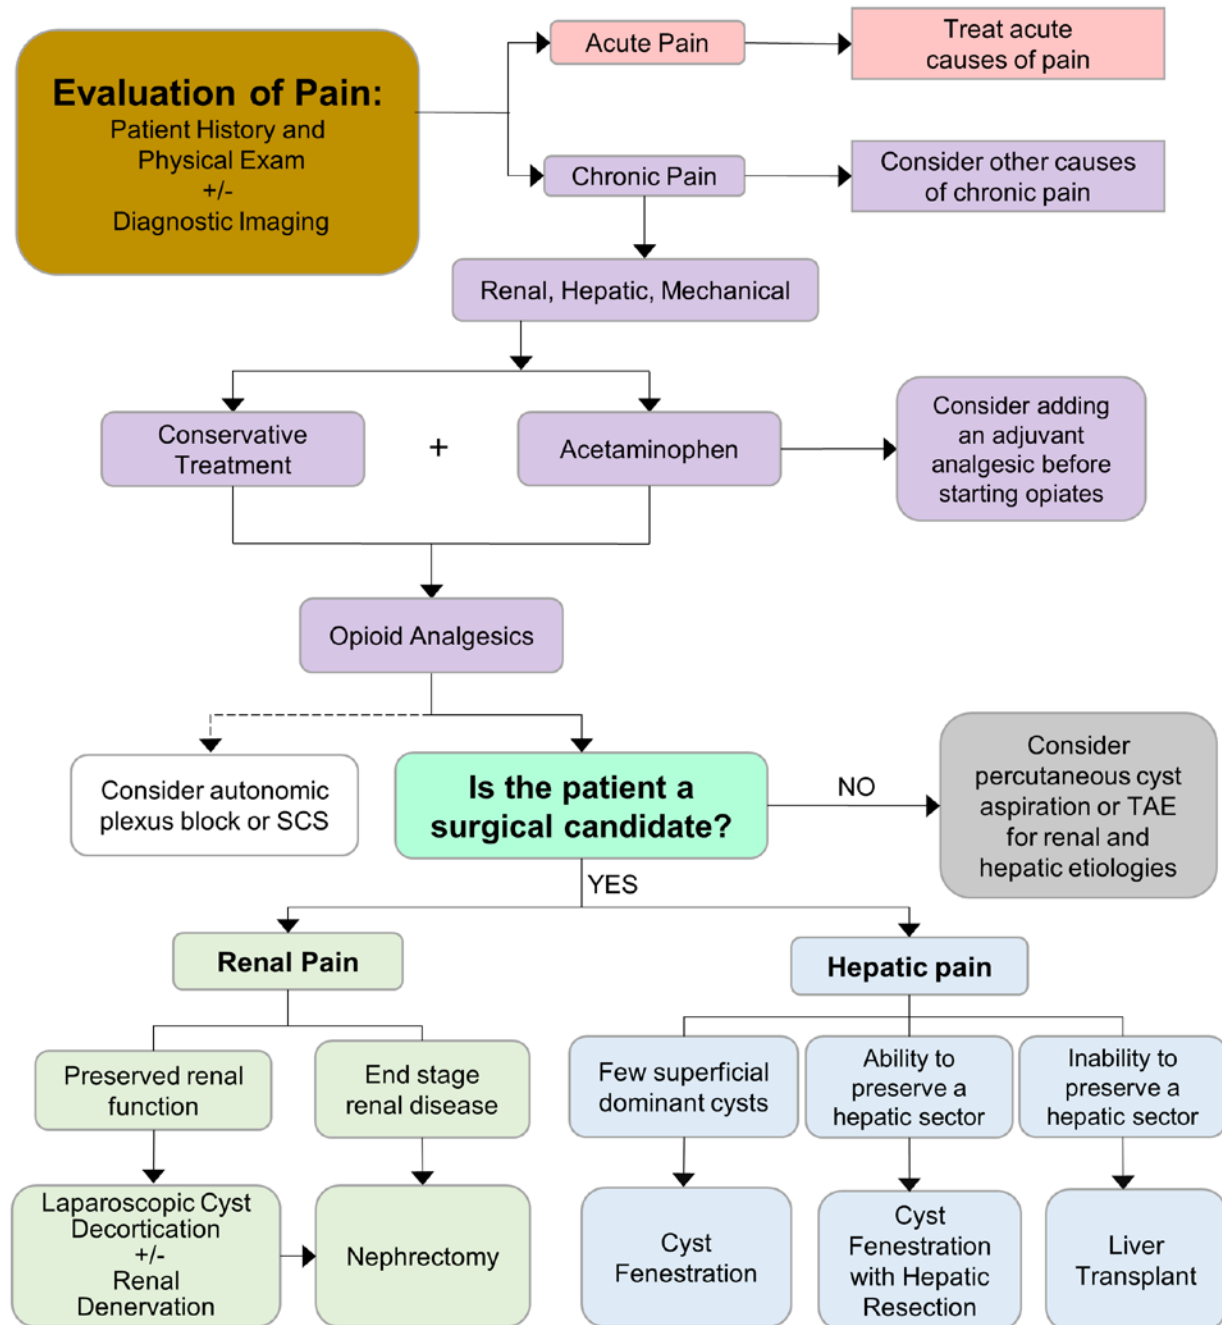 Evaluation of Pain:
Patient History and
Physical Exam
+/-
Diagnostic Imaging
Acute Pain
Treat acute
causes of pain
Chronic Pain
Consider other causes
of chronic pain
Renal, Hepatic, Mechanical
Conservative
Treatment
+
Acetaminophen
Consider adding
an adjuvant
analgesic before
starting opiates
Opioid Analgesics
Consider autonomic
plexus block or SCS
Is the patient a
surgical candidate?
NO
Consider
percutaneous cyst
aspiration or TAE
for renal and
hepatic etiologies
YES
Renal Pain
Hepatic pain
Preserved renal
function
End stage
renal disease
Few superficial
dominant cysts
Ability to
preserve a
hepatic sector
Inability to
preserve a
hepatic sector
Laparoscopic Cyst
Decortication
+/-
Renal
Denervation
Nephrectomy
Cyst
Fenestration
Cyst
Fenestration
with Hepatic
Resection
Liver
Transplant